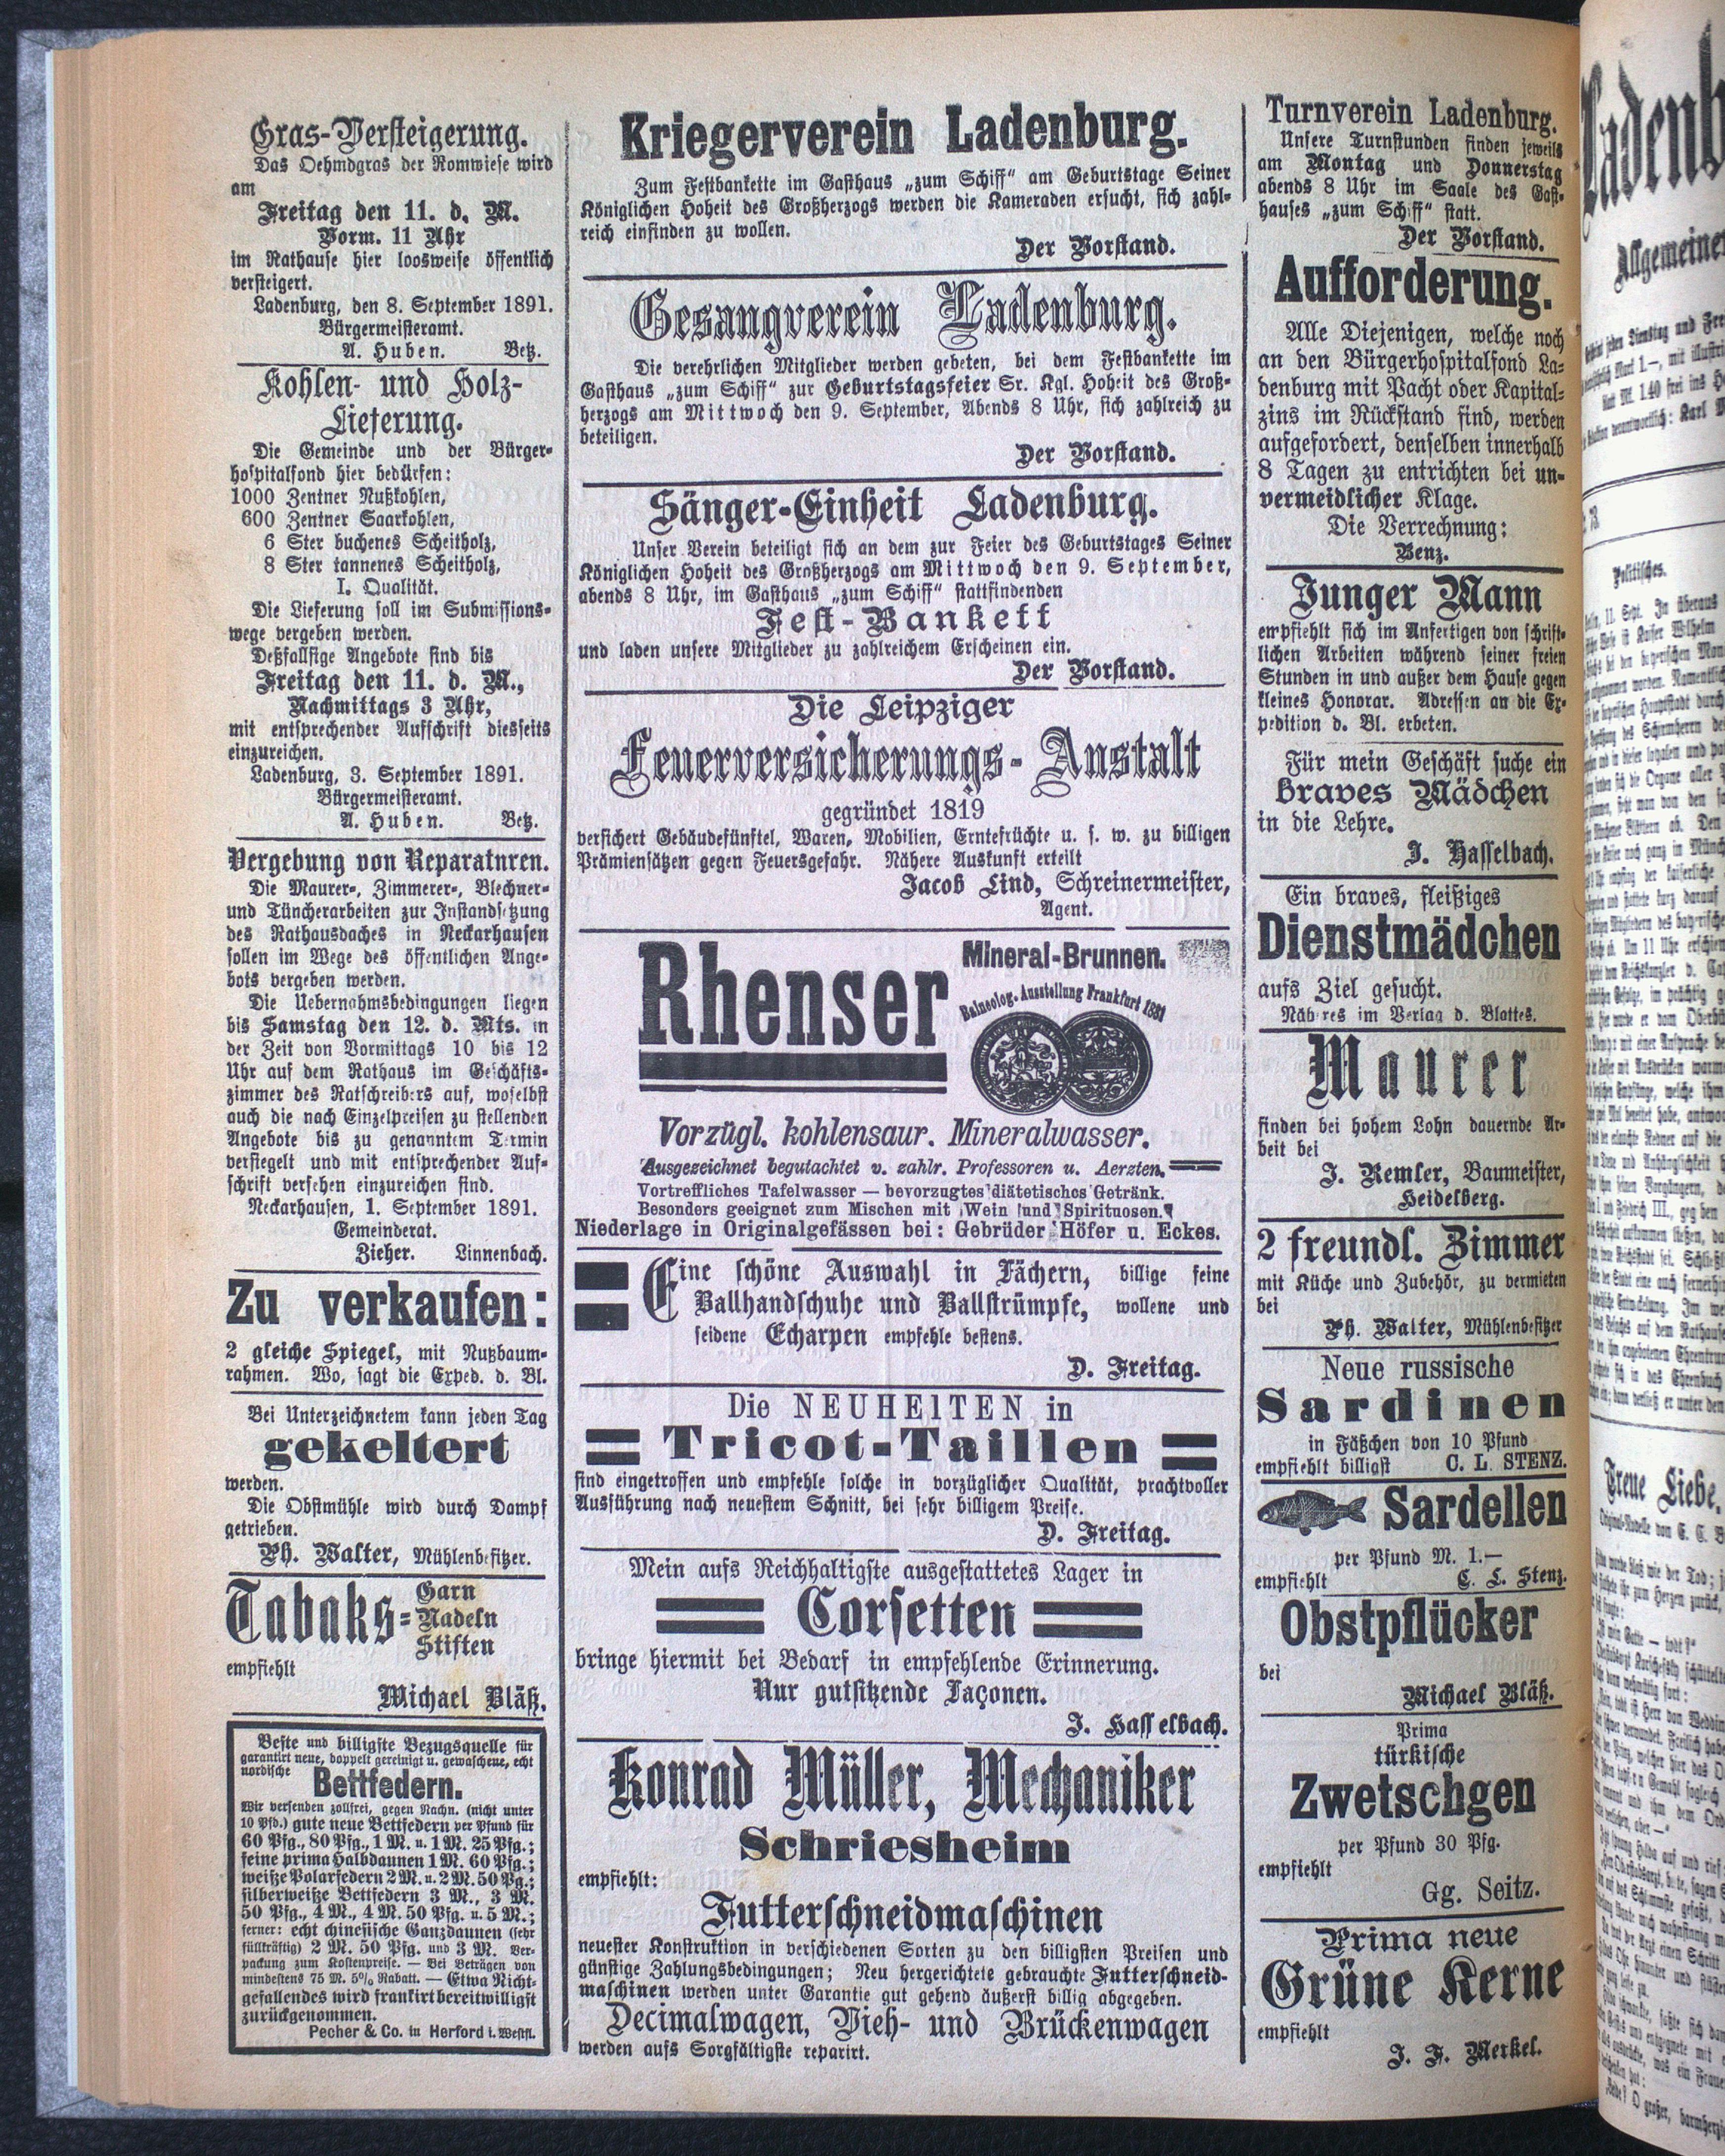 Gras-Versteigerung.
Das Oehmdgras der Romwiese wird
am
Freitag den 11. d. M.
Vorm. 11 Uhr
im Rathause hier loosweise öffentlich
versteigert.
Ladenburg, den 8. September 1891.
Bürgermeisteramt.
A. Huben. Betz.
Kohlen- und Holz-
Lieferung.
Die Gemeinde und der Bürger-
hospitalfond hier bedürfen:
1000 Zentner Nußkohlen,
600 Zentner Saarkohlen,
6 Ster buchenes Scheitholz,
8 Ster tannenes Scheitholz,
I. Qualität.
Die Lieferung soll im Submissions-
wege vergeben werden.
Deßfallsige Angebote sind bis
Freitag den 11. d. M.,
Nachmittags 3 Uhr,
mit entsprechender Aufschrift diesseits
einzureichen.
Ladenburg, 3. September 1891.
Bürgermeisteramt.
A. Huben. Betz.
Vergebung von Reparaturen.
Die Maurer-, Zimmerer-, Blechner-
und Tüncherarbeiten zur Instandsetzung
des Rathausdaches in Neckarhausen
sollen im Wege des öffentlichen Ange-
bots vergeben werden.
Die Uebernahmsbedingungen liegen
bis Samstag den 12. d. Mts. in
der Zeit von Vormittags 10 bis 12
Uhr auf dem Rathaus im Geschäfts-
zimmer des Ratschreibers auf, woselbst
auch die nach Einzelpreisen zu stellenden
Angebote bis zu genanntem Termin
versiegelt und mit entsprechender Auf-
schrift versehen einzureichen sind.
Neckarhausen, 1. September 1891.
Gemeinderat.
Zieher. Linnenbach.
Zu verkaufen:
2 gleiche Spiegel, mit Nußbaum-
rahmen. Wo, sagt die Exped. d. Bl.
Bei Unterzeichnetem kann jeden Tag
gekeltert
werden.
Die Obstmühle wird durch Dampf
getrieben.
Ph. Walter, Mühlenbesitzer.
Tabaks=
Garn
Nadeln
Stiften
empfiehlt
Michael Bläß.
Beste und billigste Bezugsquelle für
garantirt neue, doppelt gereinigt u. gewaschene, echt
nordische
Bettfedern.
Wir versenden zollfrei, gegen Nachn. (nicht unter
10 Pfd.) gute neue Bettfedern per Pfund für
60 Pfg., 80 Pfg., 1 M. u. 1 M. 25 Pfg.;
feine prima Halbdaunen 1 M. 60 Pfg.;
weiße Polarfedern 2 M. u. 2 M. 50 Pg.;
silberweiße Bettfedern 3 M., 3 M.
50 Pfg., 4 M., 4 M. 50 Pfg. u. 5 M.;
ferner: echt chinesische Ganzdaunen (sehr
füllkräftig) 2 M. 50 Pfg. und 3 M. Ver-
packung zum Kostenpreise. — Bei Beträgen von
mindestens 75 M. 5% Rabatt. — Etwa Nicht-
gefallendes wird frankirt bereitwilligst
zurückgenommen.
Pecher & Co. in Herford i. Westfl.
Kriegerverein Ladenburg.
Zum Festbankette im Gasthaus „zum Schiff“ am Geburtstage Seiner
Königlichen Hoheit des Großherzogs werden die Kameraden ersucht, sich zahl-
reich einfinden zu wollen.
Der Vorstand.
Gesangverein Ladenburg.
Die verehrlichen Mitglieder werden gebeten, bei dem Festbankette im
Gasthaus „zum Schiff“ zur Geburtstagsfeier Sr. Kgl. Hoheit des Groß-
herzogs am Mittwoch den 9. September, Abends 8 Uhr, sich zahlreich zu
beteiligen.
Der Vorstand.
Sänger-Einheit Ladenburg.
Unser Verein beteiligt sich an dem zur Feier des Geburtstages Seiner
Königlichen Hoheit des Großherzogs am Mittwoch den 9. September,
abends 8 Uhr, im Gasthaus „zum Schiff“ stattfindenden
Fest-Bankett
und laden unsere Mitglieder zu zahlreichem Erscheinen ein.
Der Vorstand.
Die Leipziger
Feuerversicherungs-Anstalt
gegründet 1819
versichert Gebäudefünftel, Waren, Mobilien, Erntefrüchte u. s. w. zu billigen
Prämiensätzen gegen Feuersgefahr. Nähere Auskunft erteilt
Jacob Lind, Schreinermeister,
Agent.
Rhenser
Mineral-Brunnen.
Balneolog. Ausstellung Frankfurt 1881
Vorzügl. kohlensaur. Mineralwasser.
Ausgezeichnet begutachtet v. zahlr. Professoren u. Aerzten.
Vortreffliches Tafelwasser — bevorzugtes diätetisches Getränk.
Besonders geeignet zum Mischen mit Wein und Spirituosen.
Niederlage in Originalgefässen bei: Gebrüder Höfer u. Eckes.
Eine schöne Auswahl in Fächern, billige feine
Ballhandschuhe und Ballstrümpfe, wollene und
seidene Echarpen empfehle bestens.
D. Freitag.
Die NEUHEITEN in
Tricot-Taillen
sind eingetroffen und empfehle solche in vorzüglicher Qualität, prachtvoller
Ausführung nach neuestem Schnitt, bei sehr billigem Preise.
D. Freitag.
Mein aufs Reichhaltigste ausgestattetes Lager in
Corsetten
bringe hiermit bei Bedarf in empfehlende Erinnerung.
Nur gutsitzende Façonen.
J. Hasselbach.
Konrad Müller, Mechaniker
Schriesheim
empfiehlt:
Futterschneidmaschinen
neuester Konstruktion in verschiedenen Sorten zu den billigsten Preisen und
günstige Zahlungsbedingungen; Neu hergerichtete gebrauchte Futterschneid-
maschinen werden unter Garantie gut gehend äußerst billig abgegeben.
Decimalwagen, Vieh- und Brückenwagen
werden aufs Sorgfältigste reparirt.
Turnverein Ladenburg.
Unsere Turnstunden finden jeweils
am Montag und Donnerstag
abends 8 Uhr im Saale des Gast-
hauses „zum Schiff“ statt.
Der Vorstand.
Aufforderung.
Alle Diejenigen, welche noch
an den Bürgerhospitalfond La-
denburg mit Pacht oder Kapital-
zins im Rückstand sind, werden
aufgefordert, denselben innerhalb
8 Tagen zu entrichten bei un-
vermeidlicher Klage.
Die Verrechnung:
Benz.
Junger Mann
empfiehlt sich im Anfertigen von schrift-
lichen Arbeiten während seiner freien
Stunden in und außer dem Hause gegen
kleines Honorar. Adressen an die Ex-
pedition d. Bl. erbeten.
Für mein Geschäft suche ein
braves Mädchen
in die Lehre.
J. Hasselbach.
Ein braves, fleißiges
Dienstmädchen
aufs Ziel gesucht.
Näheres im Verlag d. Blattes.
Maurer
finden bei hohem Lohn dauernde Ar-
beit bei
J. Remler, Baumeister,
Heidelberg.
2 freundl. Zimmer
mit Küche und Zubehör, zu vermieten
bei
Ph. Walter, Mühlenbesitzer
Neue russische
Sardinen
in Fäßchen von 10 Pfund
empfiehlt billigst C. L. STENZ.
Sardellen
per Pfund M. 1.—
empfiehlt C. L. Stenz.
Obstpflücker
bei
Michael Bläß.
Prima
türkische
Zwetschgen
per Pfund 30 Pfg.
empfiehlt
Gg. Seitz.
Prima neue
Grüne Kerne
empfiehlt
J. F. Merkel.
Ladenb
Allgemeine
Politisches.
Treue Liebe.